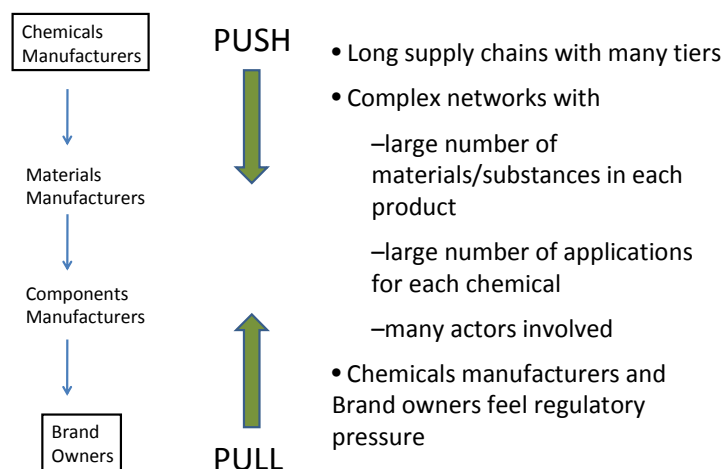 Chemicals
Manufacturers
Materials
Manufacturers
Components
Manufacturers
Brand
Owners
PUSH
PULL
• Long supply chains with many tiers
• Complex networks with
–large number of
materials/substances in each
product
–large number of applications
for each chemical
–many actors involved
• Chemicals manufacturers and
Brand owners feel regulatory
pressure